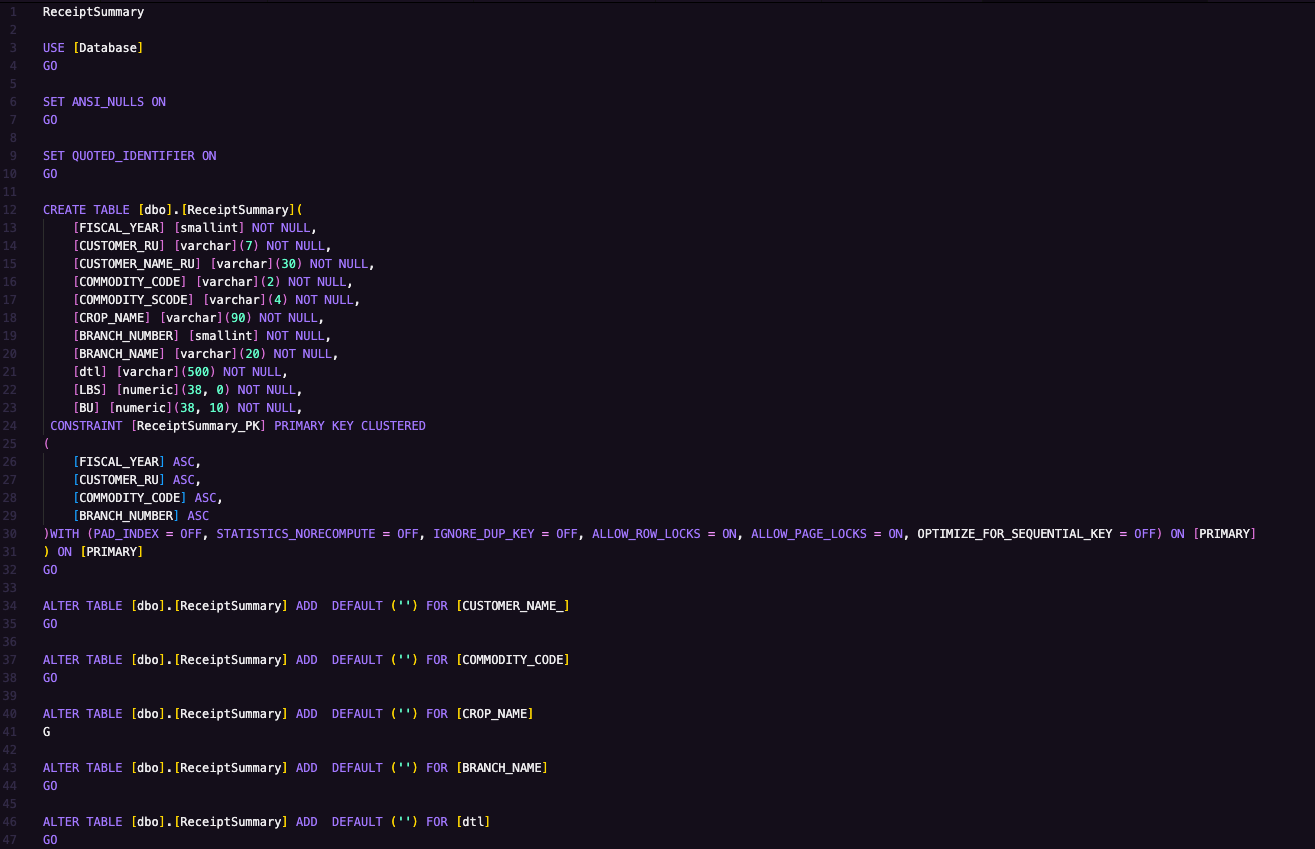 1 ReceiptSummary
2
3 USE [Database]
4 GO
5
6 SET ANSI_NULLS ON
7 GO
8
9 SET QUOTED_IDENTIFIER ON
10 GO
11
12 CREATE TABLE [dbo].[ReceiptSummary](
13     [FISCAL_YEAR] [smallint] NOT NULL,
14     [CUSTOMER_RU] [varchar](7) NOT NULL,
15     [CUSTOMER_NAME_RU] [varchar](30) NOT NULL,
16     [COMMODITY_CODE] [varchar](2) NOT NULL,
17     [COMMODITY_SCODE] [varchar](4) NOT NULL,
18     [CROP_NAME] [varchar](90) NOT NULL,
19     [BRANCH_NUMBER] [smallint] NOT NULL,
20     [BRANCH_NAME] [varchar](20) NOT NULL,
21     [dtl] [varchar](500) NOT NULL,
22     [LBS] [numeric](38, 0) NOT NULL,
23     [BU] [numeric](38, 10) NOT NULL,
24  CONSTRAINT [ReceiptSummary_PK] PRIMARY KEY CLUSTERED
25 (
26     [FISCAL_YEAR] ASC,
27     [CUSTOMER_RU] ASC,
28     [COMMODITY_CODE] ASC,
29     [BRANCH_NUMBER] ASC
30 )WITH (PAD_INDEX = OFF, STATISTICS_NORECOMPUTE = OFF, IGNORE_DUP_KEY = OFF, ALLOW_ROW_LOCKS = ON, ALLOW_PAGE_LOCKS = ON, OPTIMIZE_FOR_SEQUENTIAL_KEY = OFF) ON [PRIMARY]
31 ) ON [PRIMARY]
32 GO
33
34 ALTER TABLE [dbo].[ReceiptSummary] ADD  DEFAULT ('') FOR [CUSTOMER_NAME_]
35 GO
36
37 ALTER TABLE [dbo].[ReceiptSummary] ADD  DEFAULT ('') FOR [COMMODITY_CODE]
38 GO
39
40 ALTER TABLE [dbo].[ReceiptSummary] ADD  DEFAULT ('') FOR [CROP_NAME]
41 G
42
43 ALTER TABLE [dbo].[ReceiptSummary] ADD  DEFAULT ('') FOR [BRANCH_NAME]
44 GO
45
46 ALTER TABLE [dbo].[ReceiptSummary] ADD  DEFAULT ('') FOR [dtl]
47 GO